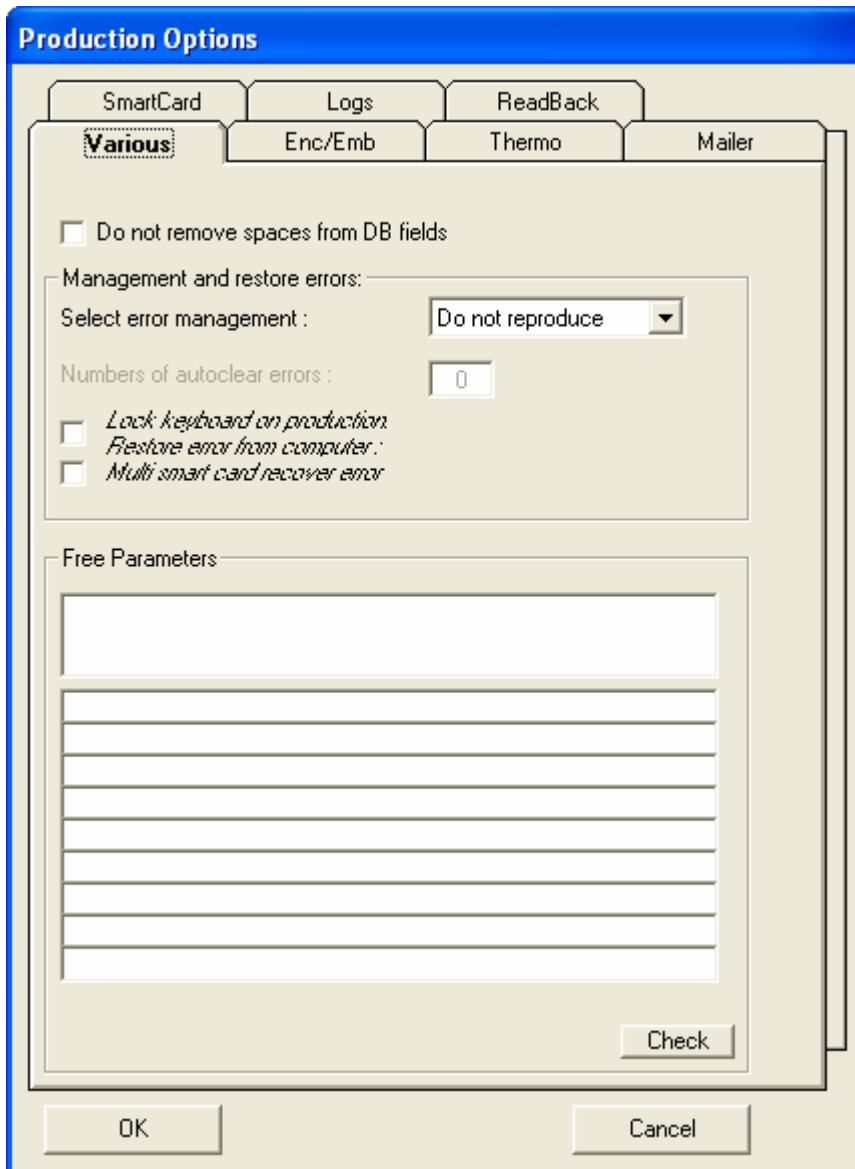 Production Options
SmartCard Logs ReadBack
Various Enc/Emb Thermo Mailer
Do not remove spaces from DB fields
Management and restore errors:
Select error management : Do not reproduce
Numbers of autoclear errors : 0
Lock keyboard on production
Restore error from computer :
Multi smart card recover error
Free Parameters
Check
OK Cancel